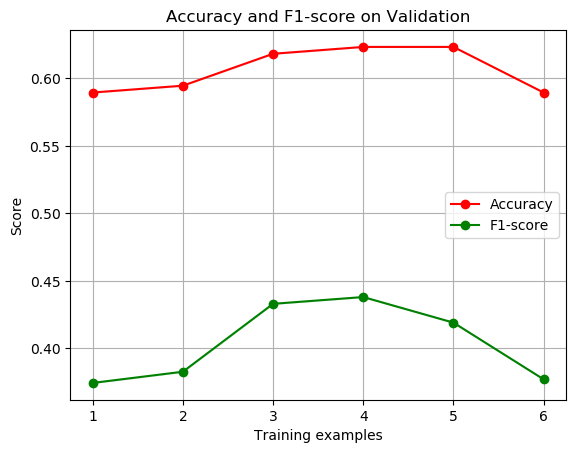 Accuracy and F1-score on Validation
Score
0.60
0.55
0.50
0.45
0.40
Accuracy
F1-score
1 2 3 4 5 6
Training examples